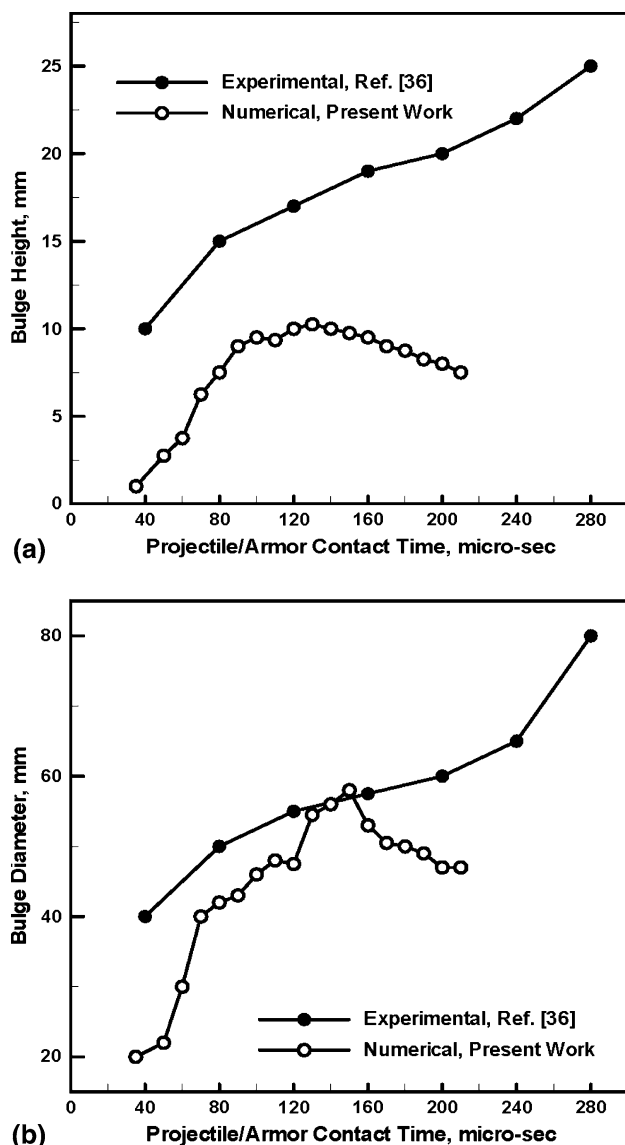 25
20
15
10
5
0
Bulge Height, mm
Experimental, Ref. [36]
Numerical, Present Work
0 40 80 120 160 200 240 280
(a)
Projectile/Armor Contact Time, micro-sec
80
60
40
20
Bulge Diameter, mm
Experimental, Ref. [36]
Numerical, Present Work
0 40 80 120 160 200 240 280
(b)
Projectile/Armor Contact Time, micro-sec